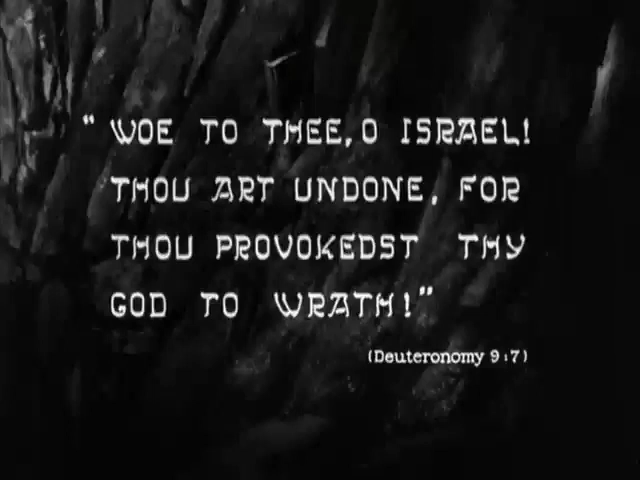 " WOE TO THEE, O ISRAEL!
THOU ART UNDONE, FOR
THOU PROVOKEDST THY
GOD TO WRATH!"
(Deuteronomy 9:7)